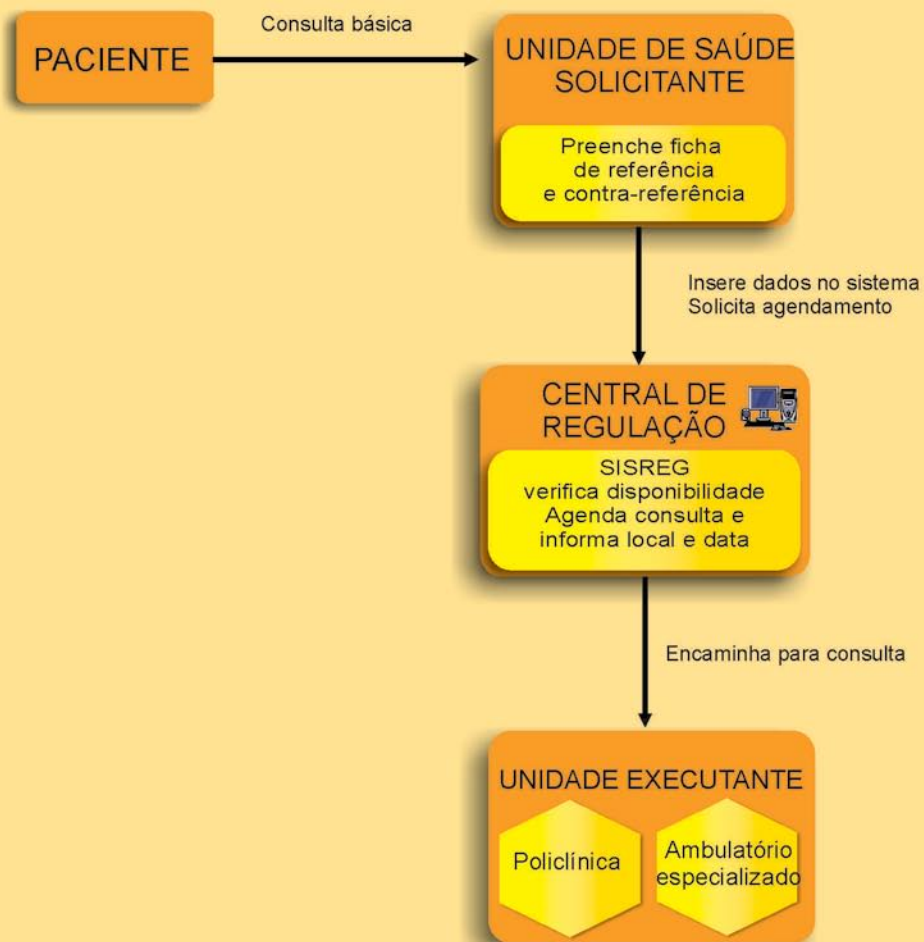 PACIENTE
Consulta básica
UNIDADE DE SAÚDE
SOLICITANTE
Preenche ficha
de referência
e contra-referência
Insere dados no sistema
Solicita agendamento
CENTRAL DE
REGULAÇÃO
SISREG
verifica disponibilidade
Agenda consulta e
informa local e data
Encaminha para consulta
UNIDADE EXECUTANTE
Policlínica
Ambulatório
especializado